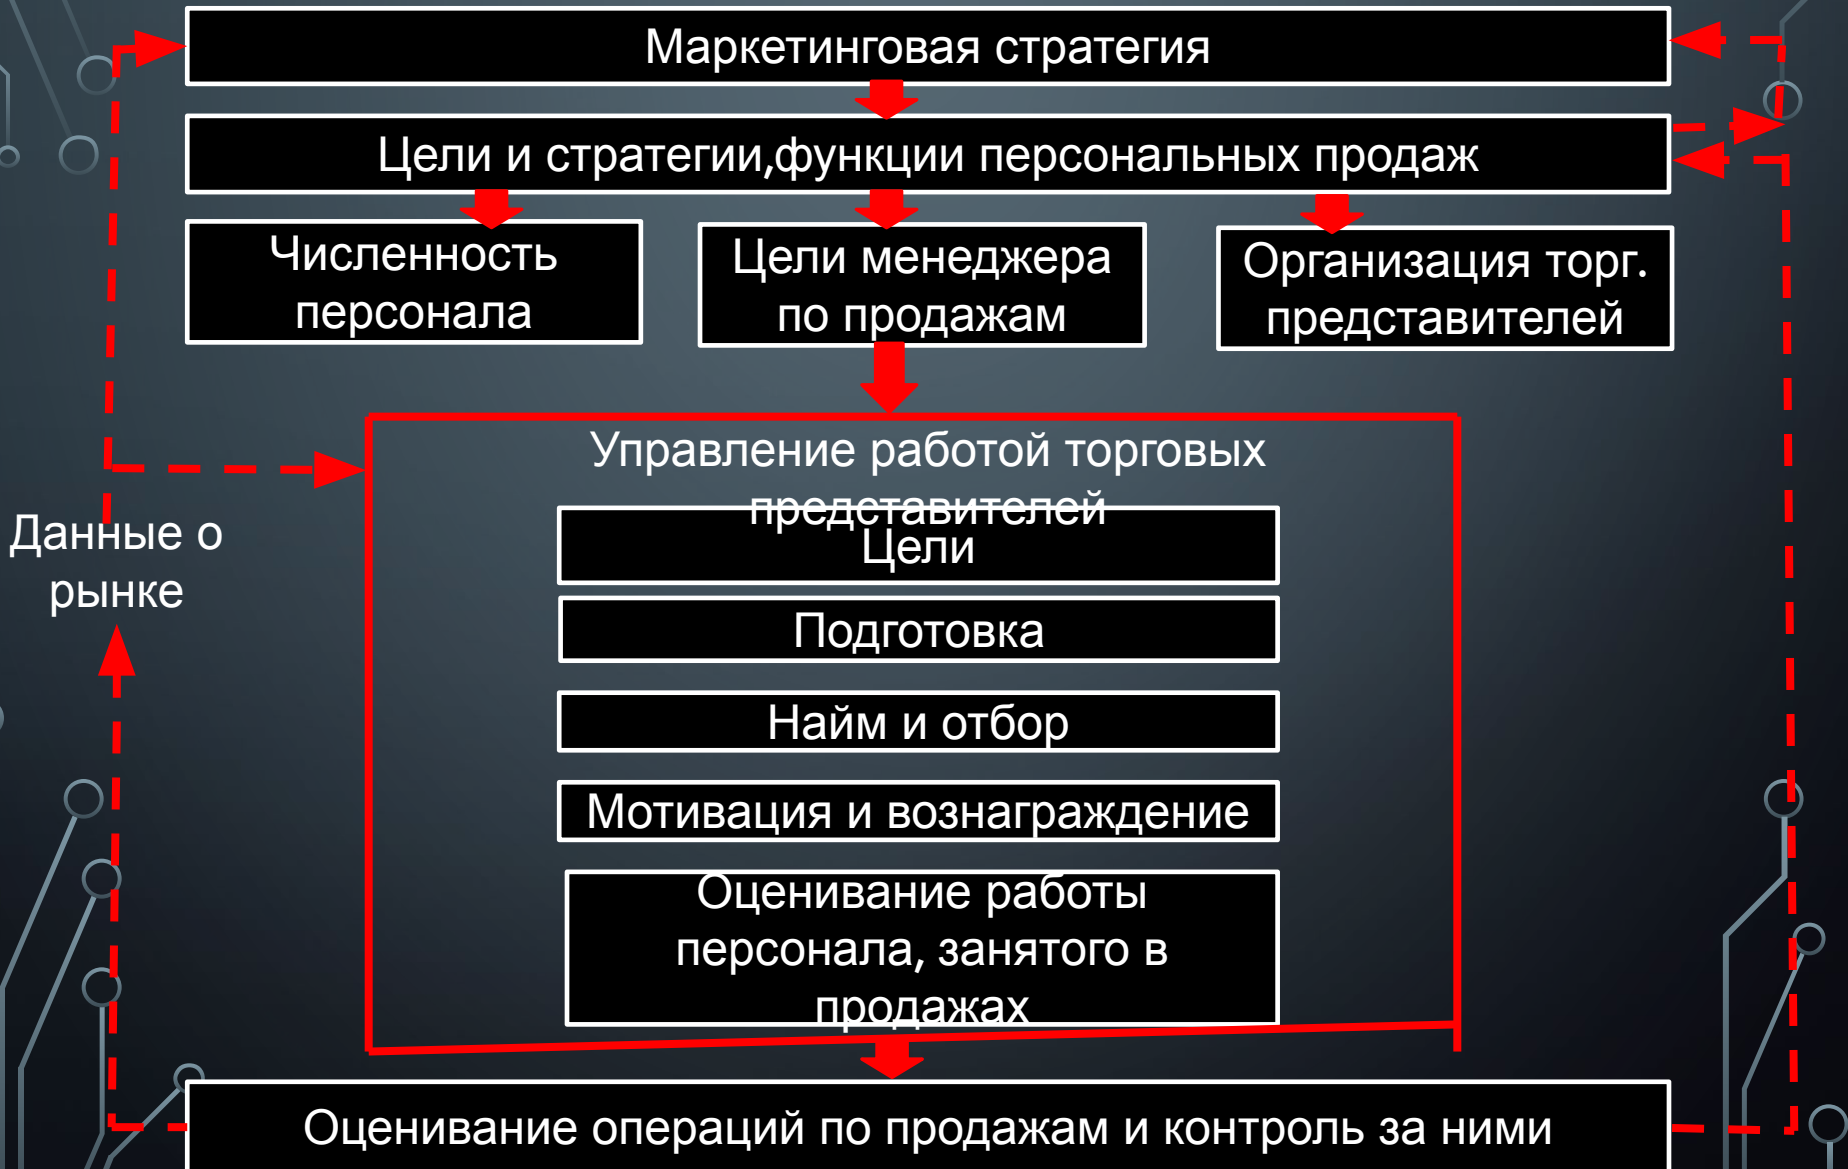 Маркетинговая стратегия
Цели и стратегии,функции персональных продаж
Численность
персонала
Цели менеджера
по продажам
Организация торг.
представителей
Управление работой торговых
представителей
Цели
Данные о
рынке
Подготовка
Найм и отбор
Мотивация и вознаграждение
Оценивание работы
персонала, занятого в
продажах
Оценивание операций по продажам и контроль за ними